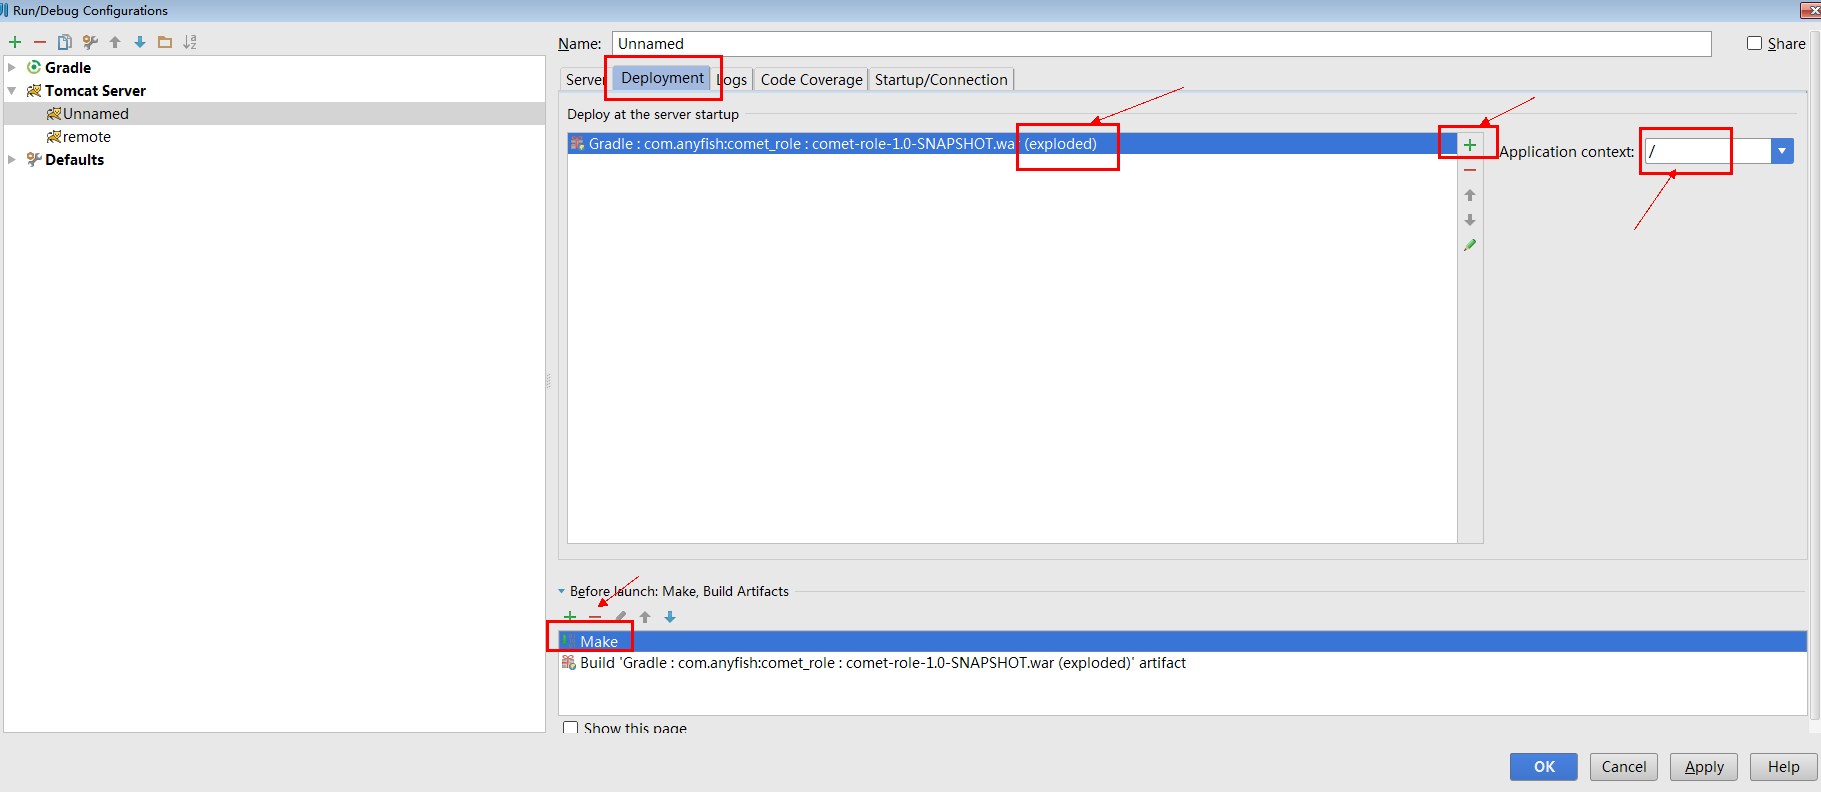 Run/Debug Configurations
Name: Unnamed
Share
Gradle
Tomcat Server
Unnamed
remote
Defaults
Server Deployment Logs Code Coverage Startup/Connection
Deploy at the server startup
Gradle : com.anyfish:comet_role : comet-role-1.0-SNAPSHOT.war (exploded)
Application context: /
Before launch: Make, Build Artifacts
Make
Build 'Gradle : com.anyfish:comet_role : comet-role-1.0-SNAPSHOT.war (exploded)' artifact
Show this page
OK Cancel Apply Help